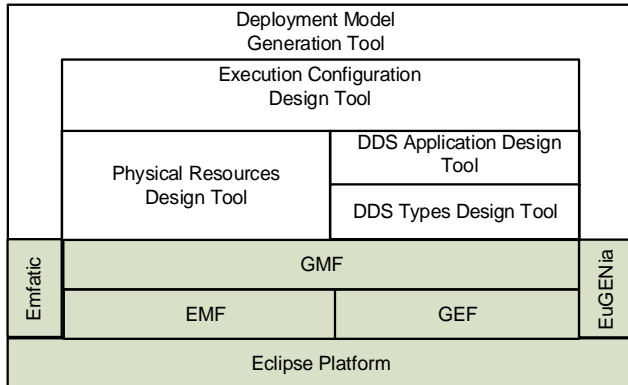 Deployment Model
Generation Tool
Execution Configuration
Design Tool
Physical Resources
Design Tool
DDS Application Design
Tool
DDS Types Design Tool
Emfatic
GMF
EuGENia
EMF
GEF
Eclipse Platform